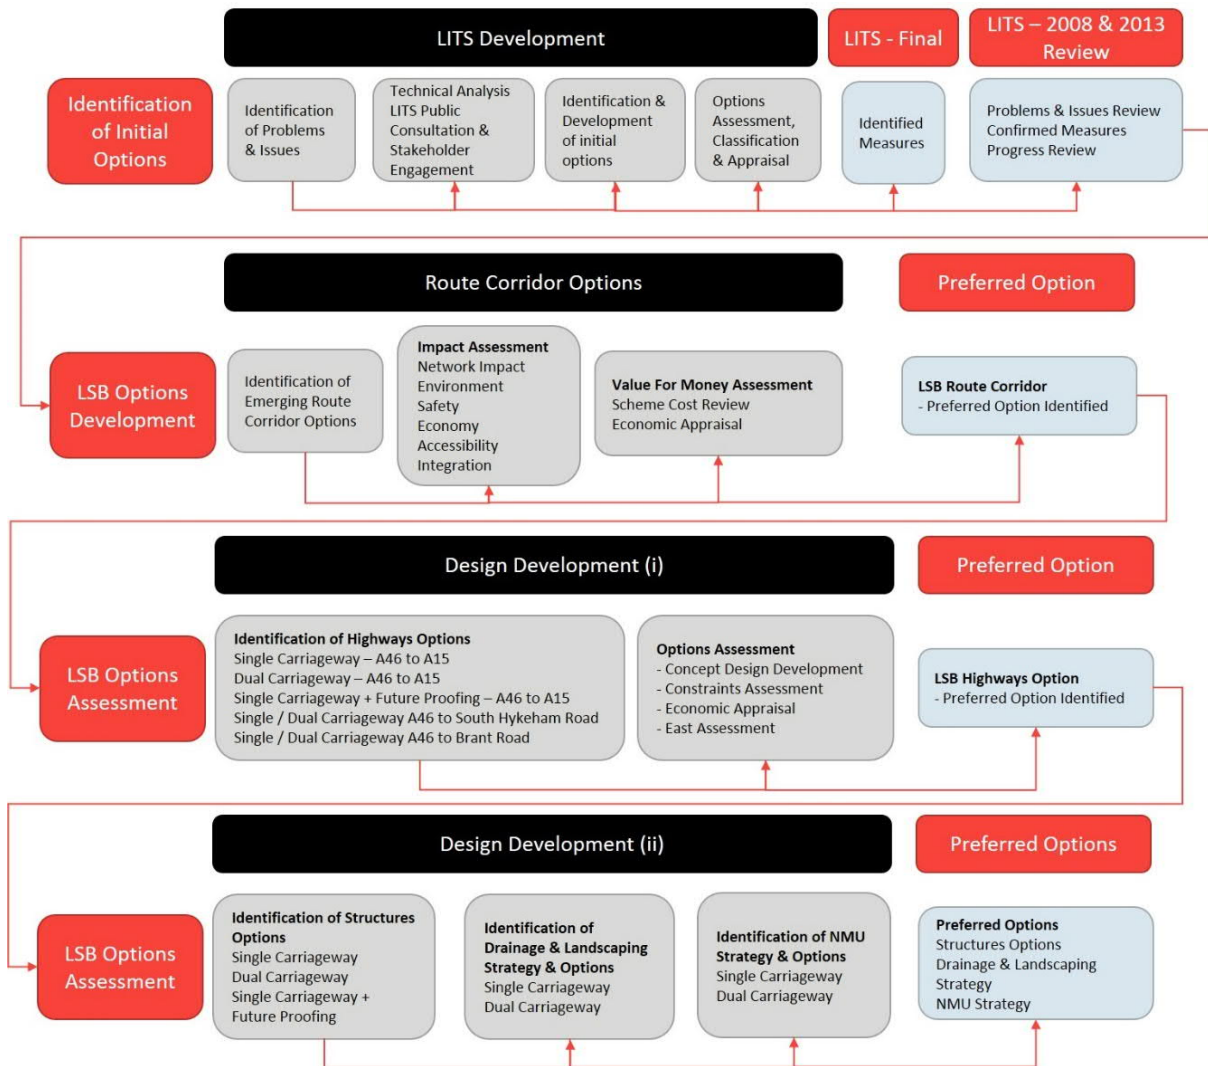 LITS Development
LITS - Final
LITS – 2008 & 2013
Review
Identification
of Initial
Options
Identification
of Problems
& Issues
Technical Analysis
LITS Public
Consultation &
Stakeholder
Engagement
Identification &
Development
of initial
options
Options
Assessment,
Classification
& Appraisal
Identified
Measures
Problems & Issues Review
Confirmed Measures
Progress Review
Route Corridor Options
Preferred Option
LSB Options
Development
Identification of
Emerging Route
Corridor Options
Impact Assessment
Network Impact
Environment
Safety
Economy
Accessibility
Integration
Value For Money Assessment
Scheme Cost Review
Economic Appraisal
LSB Route Corridor
- Preferred Option Identified
Design Development (i)
Preferred Option
LSB Options
Assessment
Identification of Highways Options
Single Carriageway – A46 to A15
Dual Carriageway – A46 to A15
Single Carriageway + Future Proofing – A46 to A15
Single / Dual Carriageway A46 to South Hykeham Road
Single / Dual Carriageway A46 to Brant Road
Options Assessment
- Concept Design Development
- Constraints Assessment
- Economic Appraisal
- East Assessment
LSB Highways Option
- Preferred Option Identified
Design Development (ii)
Preferred Options
LSB Options
Assessment
Identification of Structures
Options
Single Carriageway
Dual Carriageway
Single Carriageway +
Future Proofing
Identification of
Drainage & Landscaping
Strategy & Options
Single Carriageway
Dual Carriageway
Identification of NMU
Strategy & Options
Single Carriageway
Dual Carriageway
Preferred Options
Structures Options
Drainage & Landscaping
Strategy
NMU Strategy